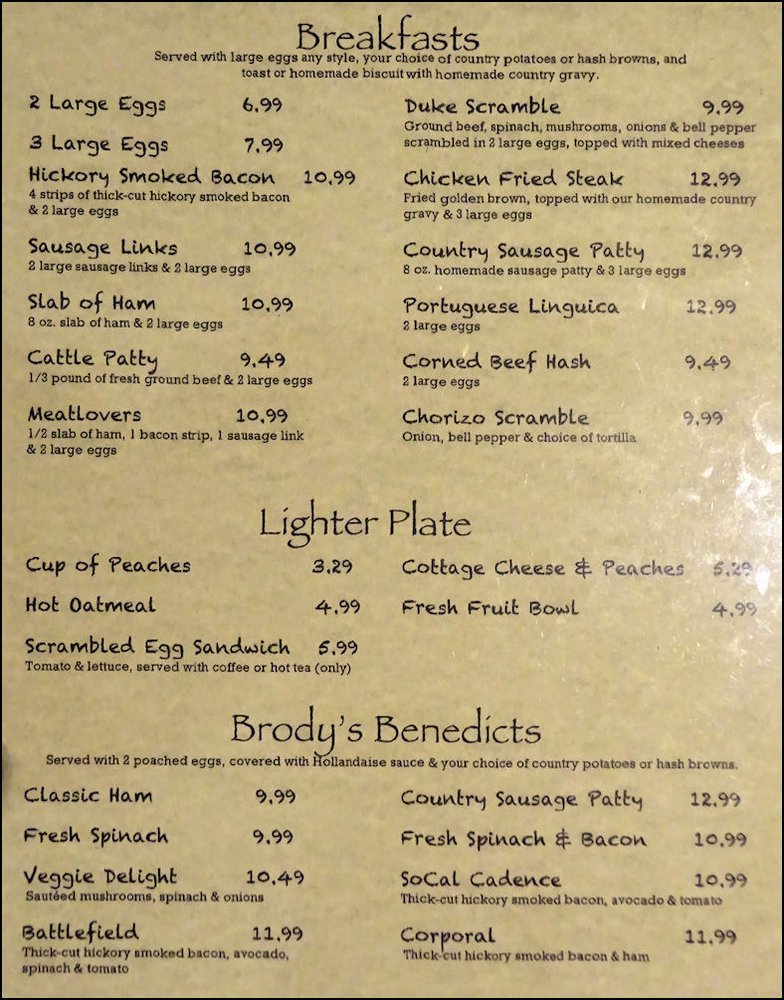 Breakfasts
Served with large eggs any style, your choice of country potatoes or hash browns, and
toast or homemade biscuit with homemade country gravy.
2 Large Eggs 6.99
3 Large Eggs 7.99
Hickory Smoked Bacon 10.99
4 strips of thick-cut hickory smoked bacon
& 2 large eggs
Sausage Links 10.99
2 large sausage links & 2 large eggs
Slab of Ham 10.99
8 oz. slab of ham & 2 large eggs
Cattle Patty 9.49
1/3 pound of fresh ground beef & 2 large eggs
Meatlovers 10.99
1/2 slab of ham, 1 bacon strip, 1 sausage link
& 2 large eggs
Duke Scramble 9.99
Ground beef, spinach, mushrooms, onions & bell pepper
scrambled in 2 large eggs, topped with mixed cheeses
Chicken Fried Steak 12.99
Fried golden brown, topped with our homemade country
gravy & 3 large eggs
Country Sausage Patty 12.99
8 oz. homemade sausage patty & 3 large eggs
Portuguese Linguica 12.99
2 large eggs
Corned Beef Hash 9.49
2 large eggs
Chorizo Scramble 9.99
Onion, bell pepper & choice of tortilla
Lighter Plate
Cup of Peaches 3.29
Hot Oatmeal 4.99
Scrambled Egg Sandwich 5.99
Tomato & lettuce, served with coffee or hot tea (only)
Cottage Cheese & Peaches 5.29
Fresh Fruit Bowl 4.99
Brody's Benedicts
Served with 2 poached eggs, covered with Hollandaise sauce & your choice of country potatoes or hash browns.
Classic Ham 9.99
Fresh Spinach 9.99
Veggie Delight 10.49
Sautéed mushrooms, spinach & onions
Battlefield 11.99
Thick-cut hickory smoked bacon, avocado,
spinach & tomato
Country Sausage Patty 12.99
Fresh Spinach & Bacon 10.99
SoCal Cadence 10.99
Thick-cut hickory smoked bacon, avocado & tomato
Corporal 11.99
Thick-cut hickory smoked bacon & ham